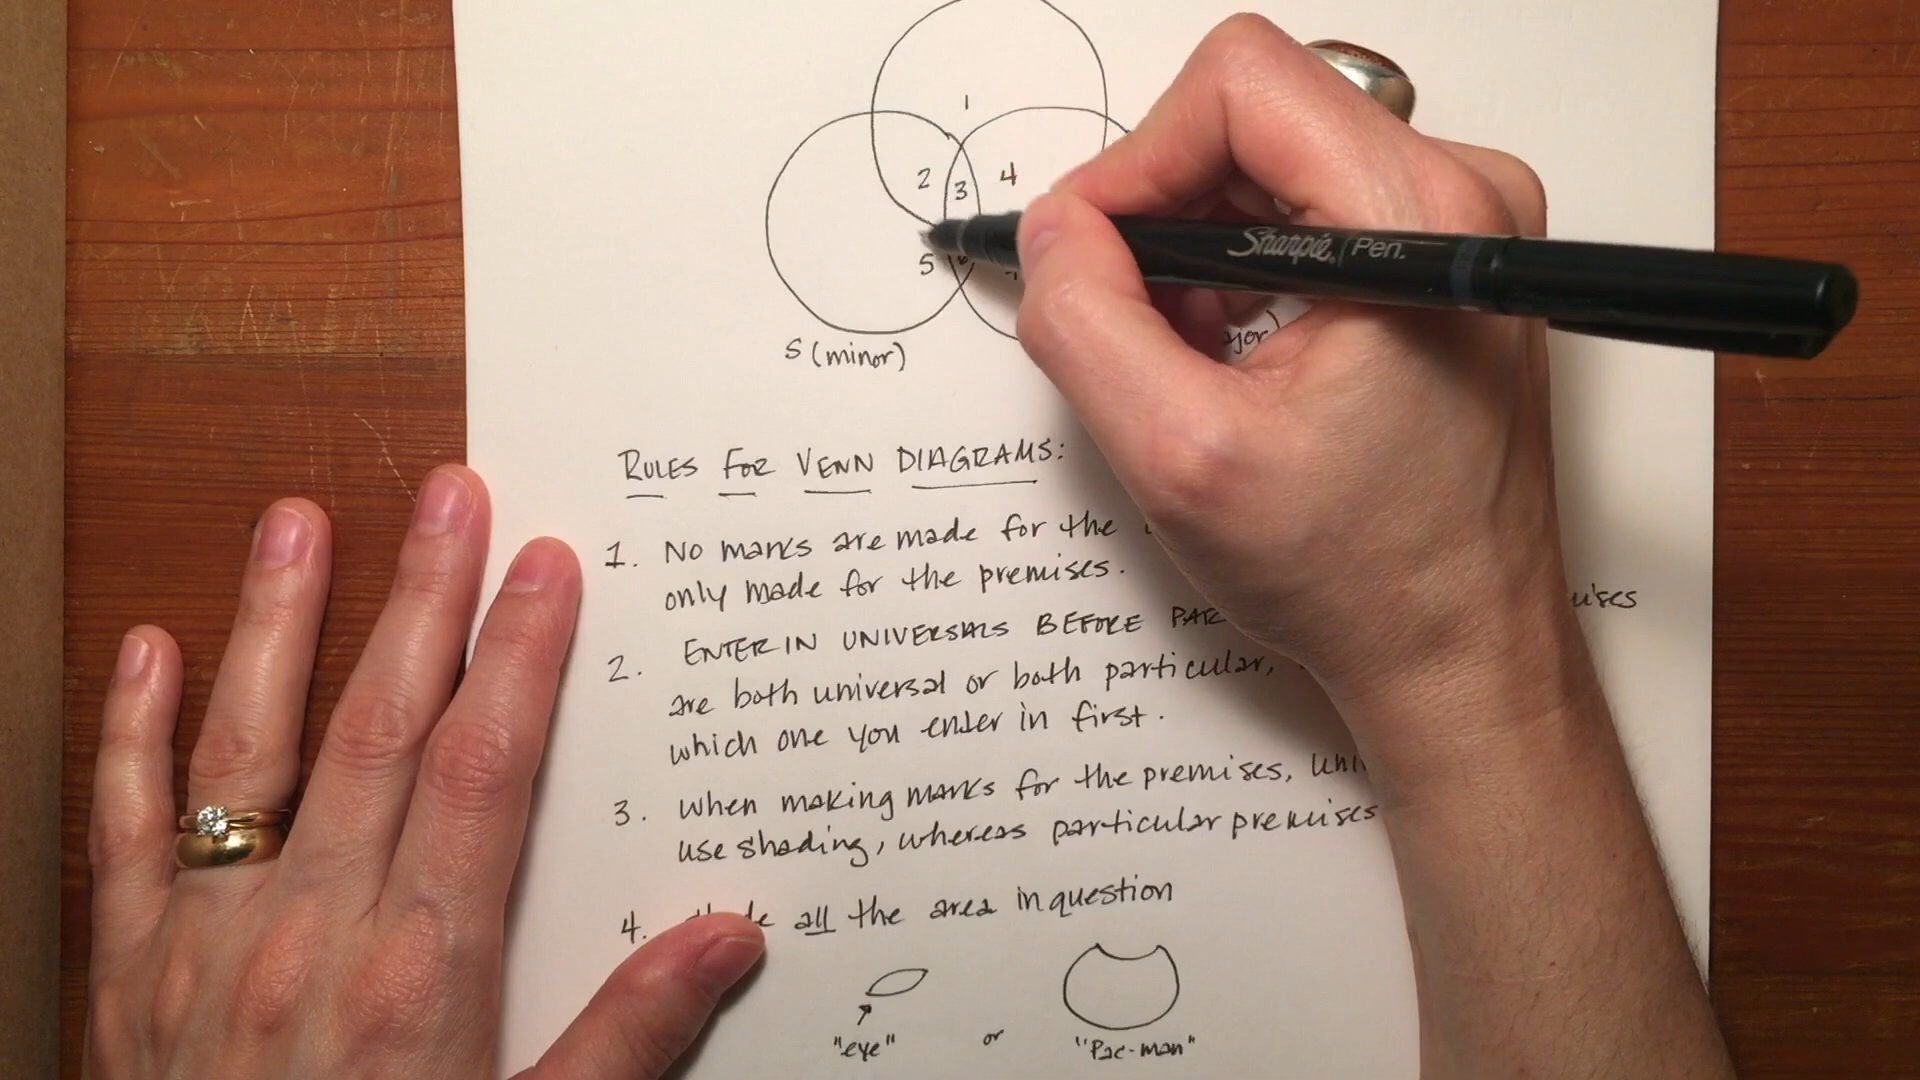 1
2 3 4
5
S (minor)
Sharpie. Pen.
RULES FOR VENN DIAGRAMS:
1. No marks are made for the
only made for the premises.
2. ENTER IN UNIVERSALS BEFORE
are both universal or both particular,
which one you enter in first.
3. When making marks for the premises,
use shading, whereas particular premises
4. all the area in question
"eye" or "Pac-man"